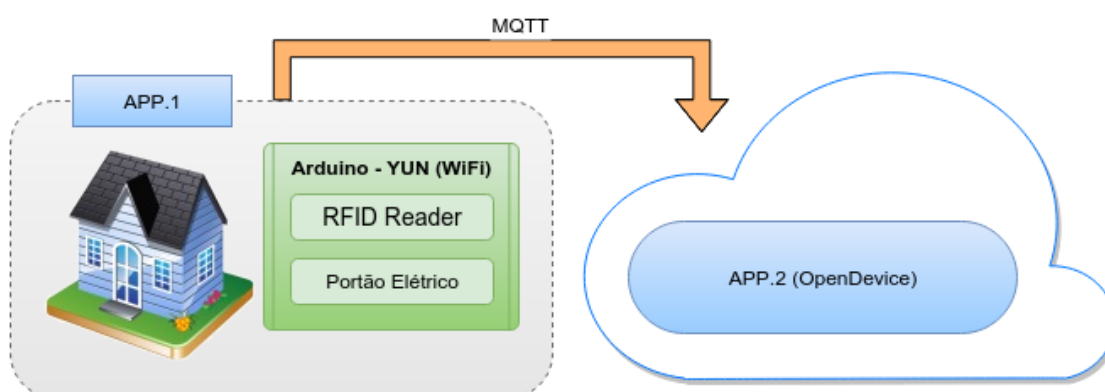 MQTT
APP.1
Arduino - YUN (WiFi)
RFID Reader
Portão Elétrico
APP.2 (OpenDevice)